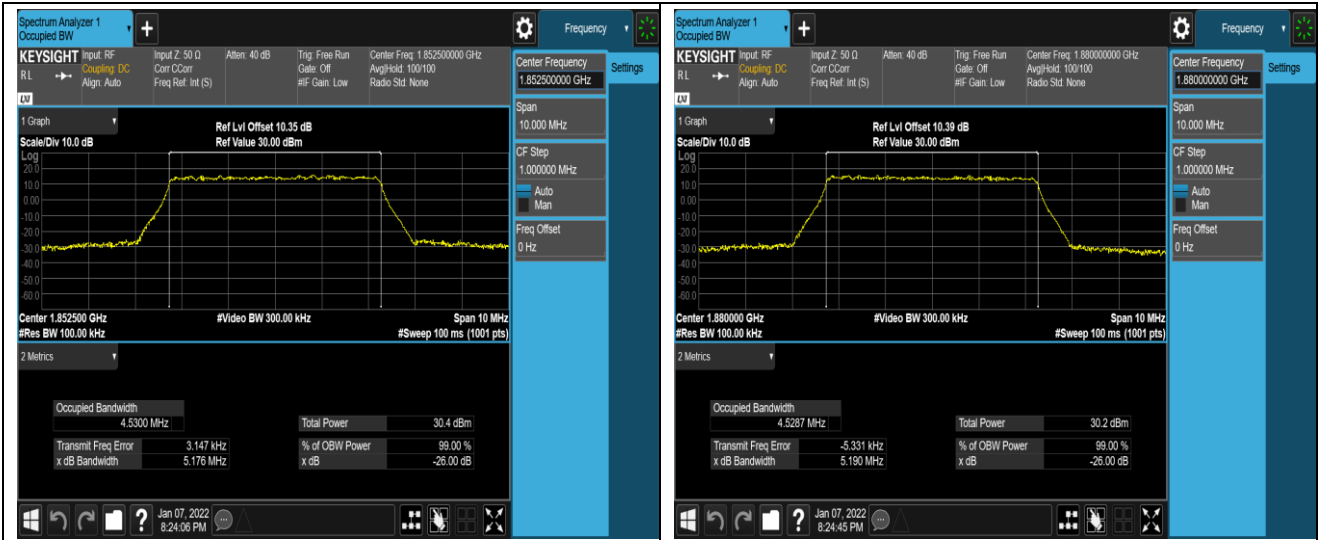 Spectrum Analyzer 1
Occupied BW
+
Frequency
KEYSIGHT Input: RF Input Z: 50 Ω Atten: 40 dB Trig: Free Run Center Freq: 1.852500000 GHz
Coupling: DC Corr CCorr Gate: Off Avg|Hold: 100/100
RL Align: Auto Freq Ref: Int (S) #IF Gain: Low Radio Std: None
LXI
Center Frequency
1.852500000 GHz
Settings
Span
10.000 MHz
CF Step
1.000000 MHz
Auto
Man
Freq Offset
0 Hz
1 Graph
Ref Lvl Offset 10.35 dB
Scale/Div 10.0 dB Ref Value 30.00 dBm
Log
20.0
10.0
0.00
-10.0
-20.0
-30.0
-40.0
-50.0
-60.0
Center 1.852500 GHz #Video BW 300.00 kHz Span 10 MHz
#Res BW 100.00 kHz #Sweep 100 ms (1001 pts)
2 Metrics
Occupied Bandwidth
4.5300 MHz Total Power 30.4 dBm
Transmit Freq Error 3.147 kHz % of OBW Power 99.00 %
x dB Bandwidth 5.176 MHz x dB -26.00 dB
? Jan 07, 2022
8:24:06 PM
Spectrum Analyzer 1
Occupied BW
+
Frequency
KEYSIGHT Input: RF Input Z: 50 Ω Atten: 40 dB Trig: Free Run Center Freq: 1.880000000 GHz
Coupling: DC Corr CCorr Gate: Off Avg|Hold: 100/100
RL Align: Auto Freq Ref: Int (S) #IF Gain: Low Radio Std: None
LXI
Center Frequency
1.880000000 GHz
Settings
Span
10.000 MHz
CF Step
1.000000 MHz
Auto
Man
Freq Offset
0 Hz
1 Graph
Ref Lvl Offset 10.39 dB
Scale/Div 10.0 dB Ref Value 30.00 dBm
Log
20.0
10.0
0.00
-10.0
-20.0
-30.0
-40.0
-50.0
-60.0
Center 1.880000 GHz #Video BW 300.00 kHz Span 10 MHz
#Res BW 100.00 kHz #Sweep 100 ms (1001 pts)
2 Metrics
Occupied Bandwidth
4.5287 MHz Total Power 30.2 dBm
Transmit Freq Error -5.331 kHz % of OBW Power 99.00 %
x dB Bandwidth 5.190 MHz x dB -26.00 dB
? Jan 07, 2022
8:24:45 PM